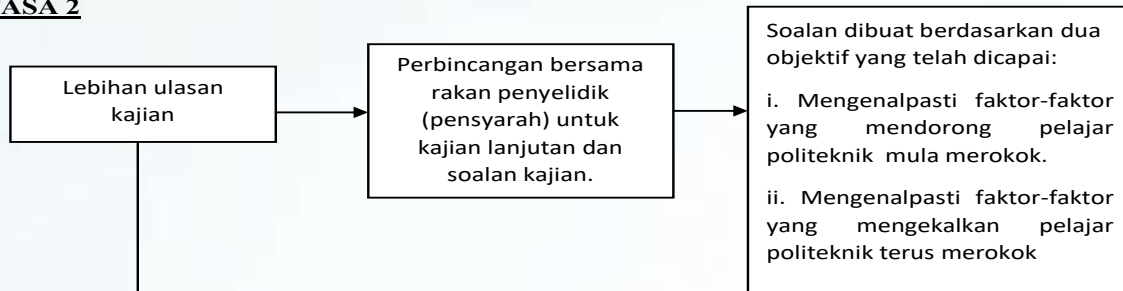 FASA 2
Lebihan ulasan
kajian
Perbincangan bersama
rakan penyelidik
(pensyarah) untuk
kajian lanjutan dan
soalan kajian.
Soalan dibuat berdasarkan dua
objektif yang telah dicapai:
i. Mengenalpasti faktor-faktor
yang mendorong pelajar
politeknik mula merokok.
ii. Mengenalpasti faktor-faktor
yang mengekalkan pelajar
politeknik terus merokok